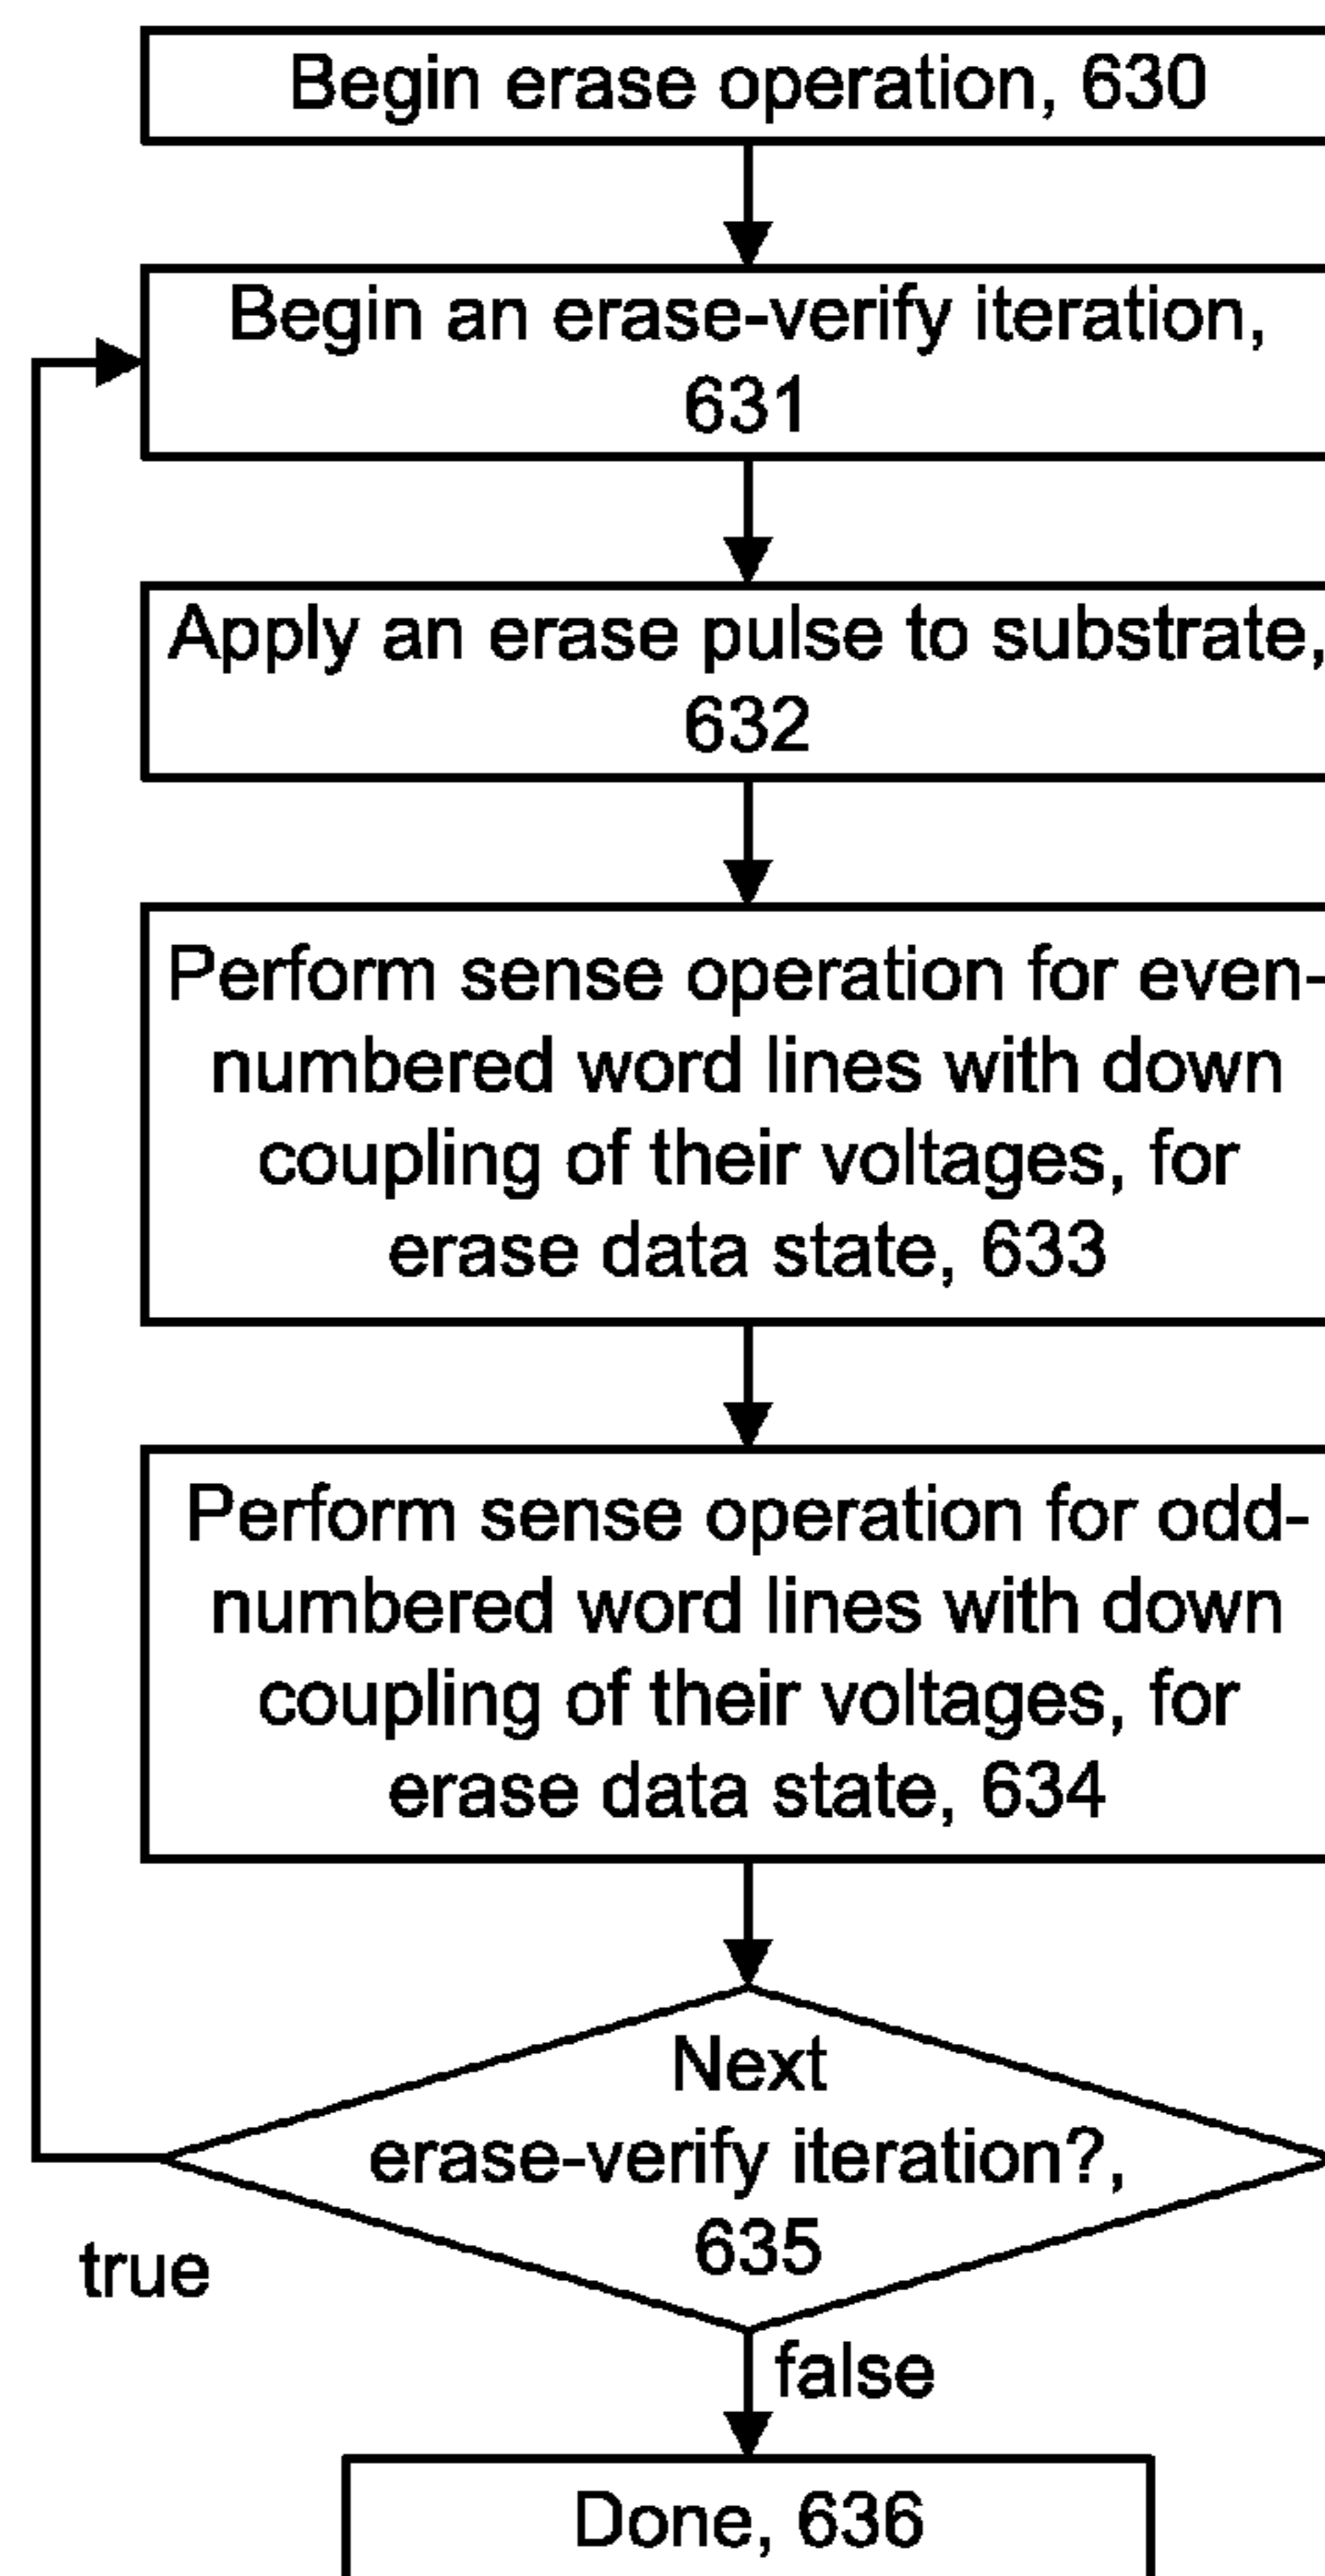 Begin erase operation, 630
Begin an erase-verify iteration,
631
Apply an erase pulse to substrate,
632
Perform sense operation for even-
numbered word lines with down
coupling of their voltages, for
erase data state, 633
Perform sense operation for odd-
numbered word lines with down
coupling of their voltages, for
erase data state, 634
Next
erase-verify iteration?,
635
true
false
Done, 636